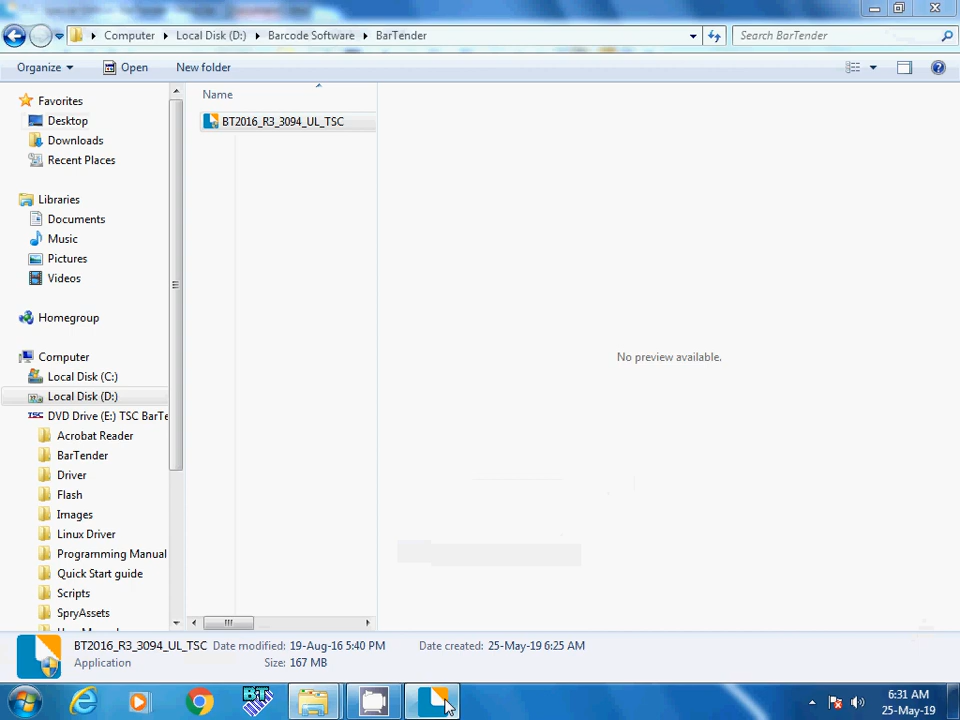 Computer
Local Disk (D:)
Barcode Software
BarTender
Search BarTender
Organize
Open
New folder
Favorites
Desktop
Downloads
Recent Places
Libraries
Documents
Music
Pictures
Videos
Homegroup
Computer
Local Disk (C:)
Local Disk (D:)
DVD Drive (E:) TSC BarTe
Acrobat Reader
BarTender
Driver
Flash
Images
Linux Driver
Programming Manual
Quick Start guide
Scripts
SpryAssets
Name
BT2016_R3_3094_UL_TSC
No preview available.
BT2016_R3_3094_UL_TSC Date modified: 19-Aug-16 5:40 PM Date created: 25-May-19 6:25 AM
Application Size: 167 MB
BT
6:31 AM
25-May-19